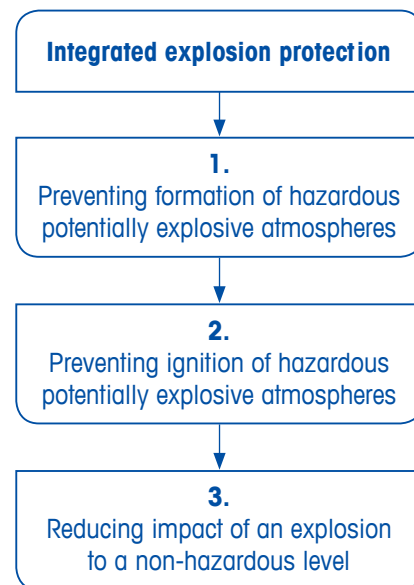 Integrated explosion protection
1.
Preventing formation of hazardous
potentially explosive atmospheres
2.
Preventing ignition of hazardous
potentially explosive atmospheres
3.
Reducing impact of an explosion
to a non-hazardous level